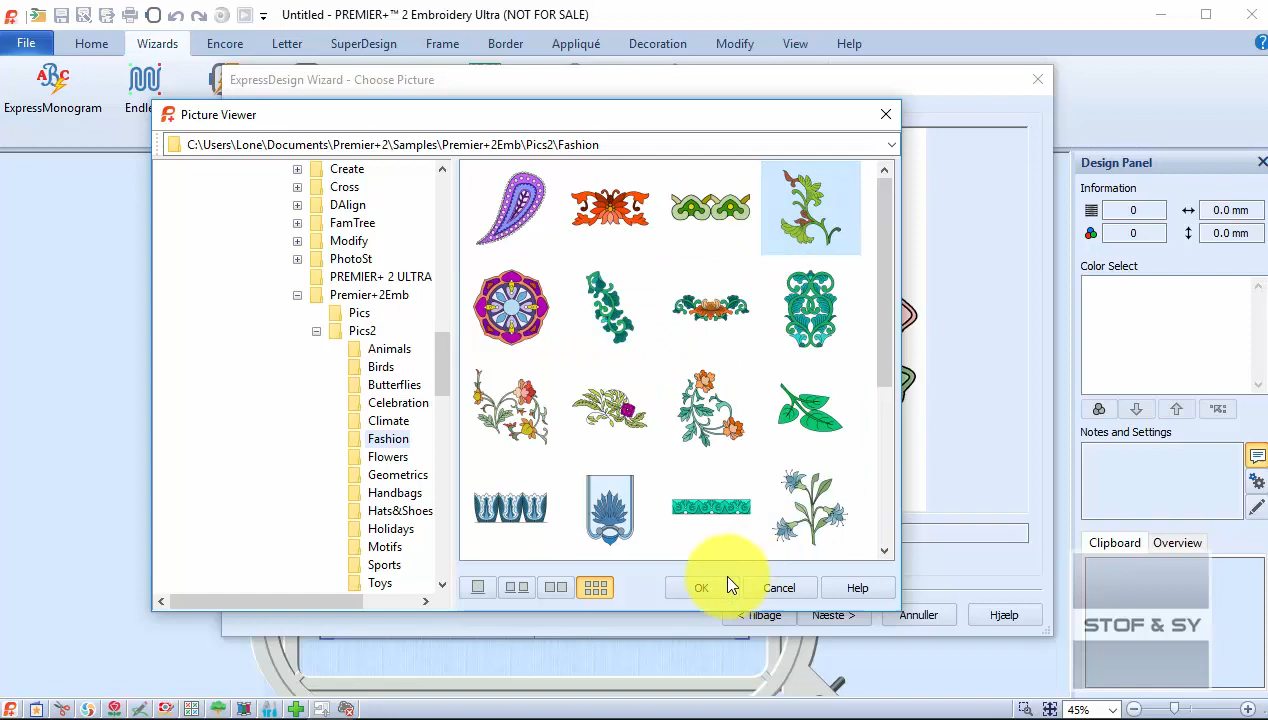 Untitled - PREMIER+™ 2 Embroidery Ultra (NOT FOR SALE)
File Home Wizards Encore Letter SuperDesign Frame Border Appliqué Decoration Modify View Help
ExpressMonogram
ExpressDesign Wizard - Choose Picture
Picture Viewer
C:\Users\Lone\Documents\Premier+2\Samples\Premier+2Emb\Pics2\Fashion
Create
Cross
DAlign
FamTree
Modify
PhotoSt
PREMIER+ 2 ULTRA
Premier+2Emb
Pics
Pics2
Animals
Birds
Butterflies
Celebration
Climate
Fashion
Flowers
Geometrics
Handbags
Hats&Shoes
Holidays
Motifs
Sports
Toys
OK Cancel Help
< Tilbage Næste > Annuller Hjælp
Design Panel
Information
0 0.0 mm
0 0.0 mm
Color Select
Notes and Settings
Clipboard Overview
STOF & SY
45%